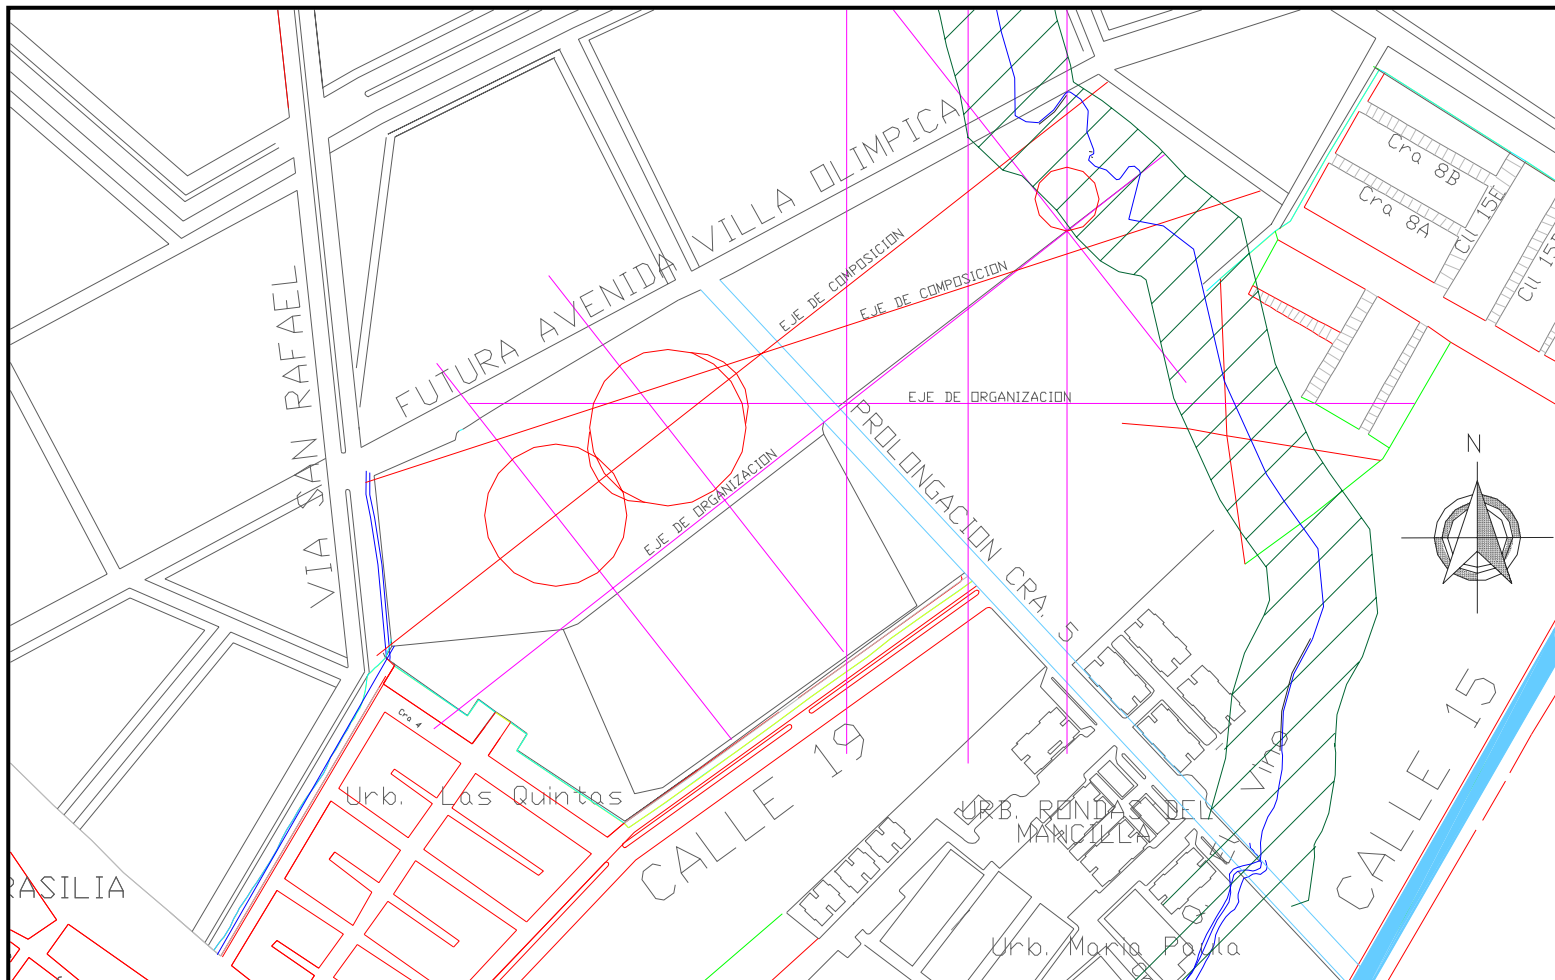 FUTURA AVENIDA VILLA OLIMPICA
VIA SAN RAFAEL
EJE DE COMPOSICION
EJE DE COMPOSICION
EJE DE ORGANIZACION
EJE DE ORGANIZACION
PROLONGACION CRA. 5
Cra 8B
Cra 8A
Cll 15E
Cll 15F
N
CALLE 15
CALLE 19
Cra 4
Urb. Las Quintas
URB. RONDAS DEL
MANCILLA
Urb. Maria Paula